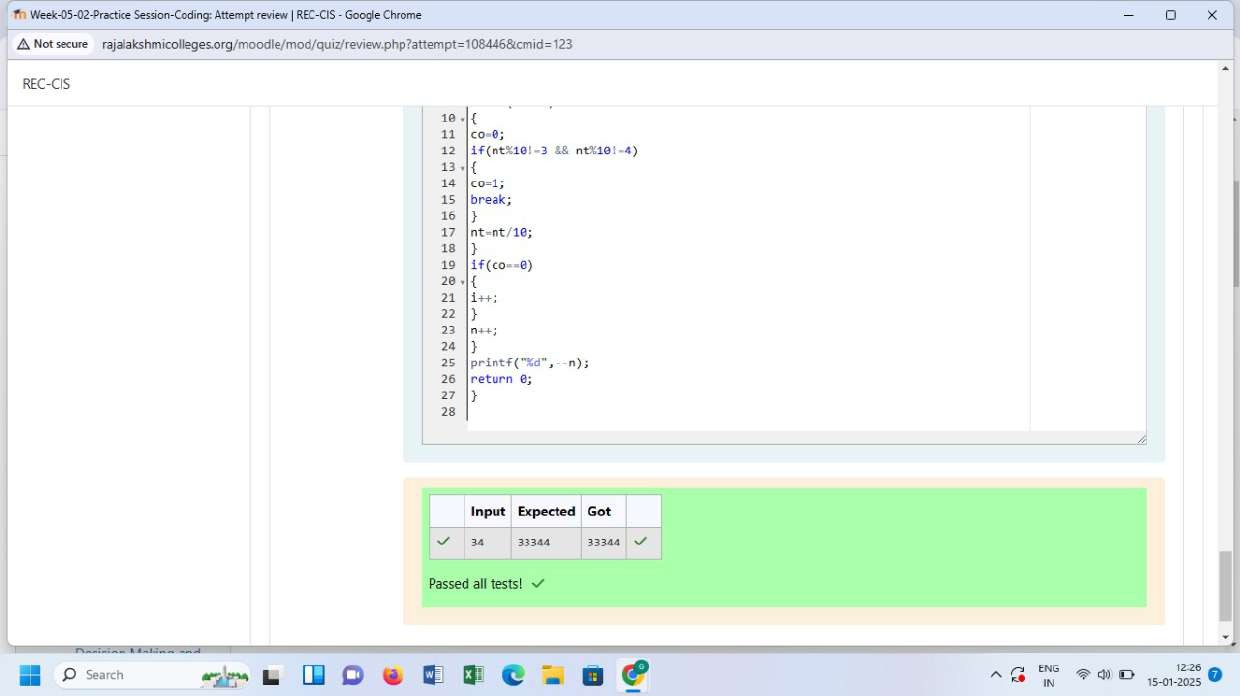 Week-05-02-Practice Session-Coding: Attempt review | REC-CIS - Google Chrome
Not secure rajalakshmicolleges.org/moodle/mod/quiz/review.php?attempt=108446&cmid=123
REC-CIS
10 {
11 co=0;
12 if(nt%10!=3 && nt%10!=4)
13 {
14 co=1;
15 break;
16 }
17 nt=nt/10;
18 }
19 if(co==0)
20 {
21 i++;
22 }
23 n++;
24 }
25 printf("%d",--n);
26 return 0;
27 }
28
Input Expected Got
34 33344 33344
Passed all tests!
Decision Making and
Search
ENG
IN
12:26
15-01-2025
7